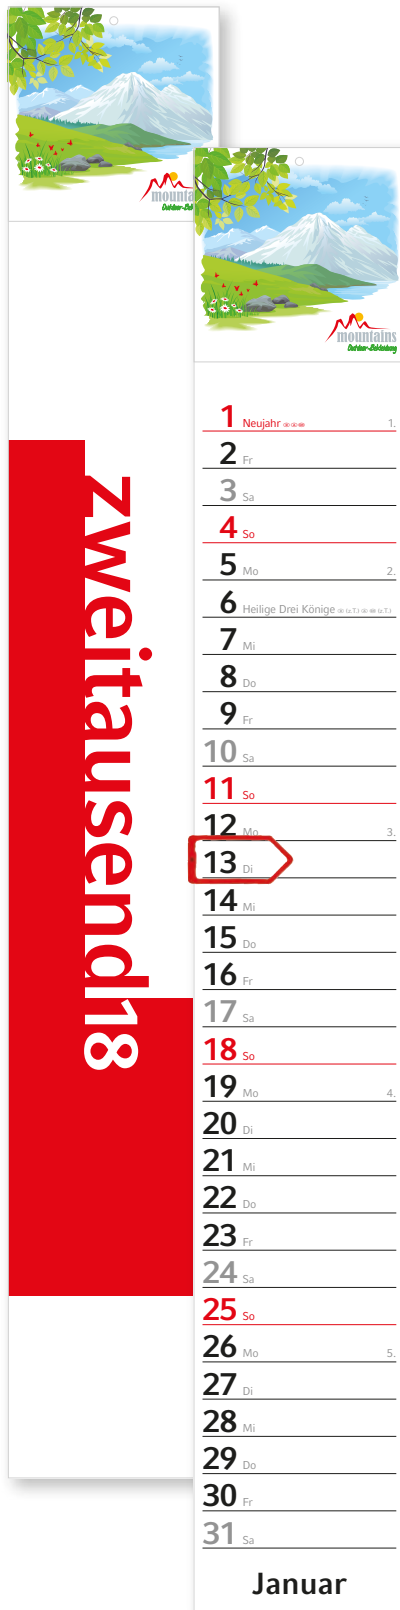 mountains
Outdoor-Bekleidung
zweitausend18
mountains
Outdoor-Bekleidung
1 Neujahr 1.
2 Fr
3 Sa
4 So
5 Mo 2.
6 Heilige Drei Könige
7 Mi
8 Do
9 Fr
10 Sa
11 So
12 Mo 3.
13 Di
14 Mi
15 Do
16 Fr
17 Sa
18 So
19 Mo 4.
20 Di
21 Mi
22 Do
23 Fr
24 Sa
25 So
26 Mo 5.
27 Di
28 Mi
29 Do
30 Fr
31 Sa
Januar